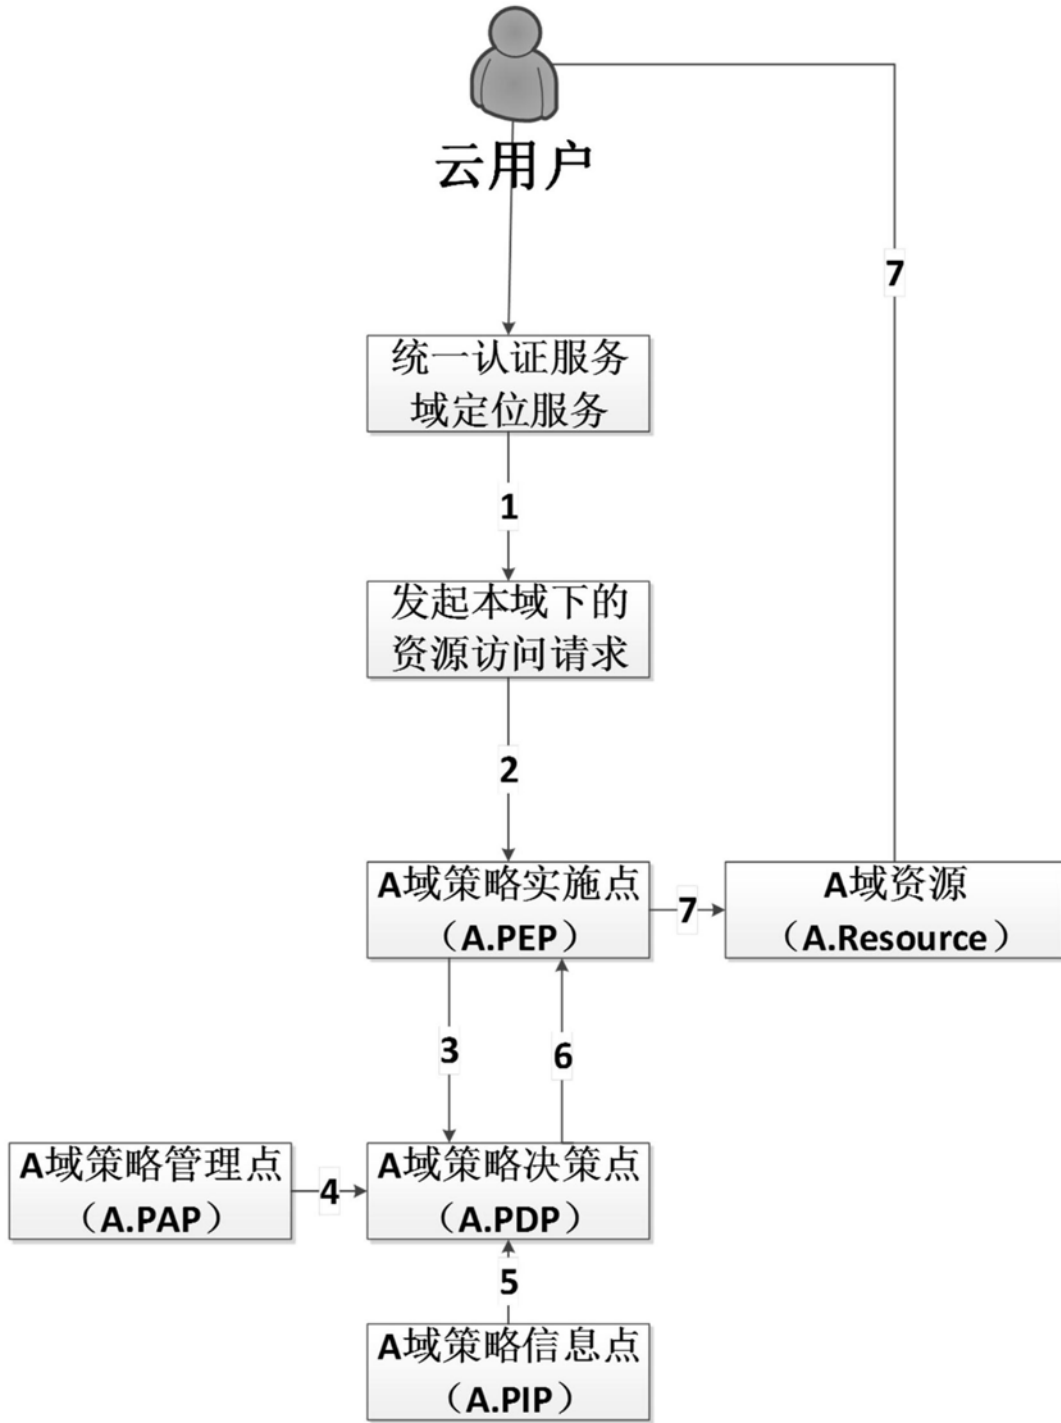 云用户
7
统一认证服务
域定位服务
1
发起本域下的
资源访问请求
2
A域策略实施点
（A.PEP）
7
A域资源
（A.Resource）
3
6
A域策略管理点
（A.PAP）
4
A域策略决策点
（A.PDP）
5
A域策略信息点
（A.PIP）